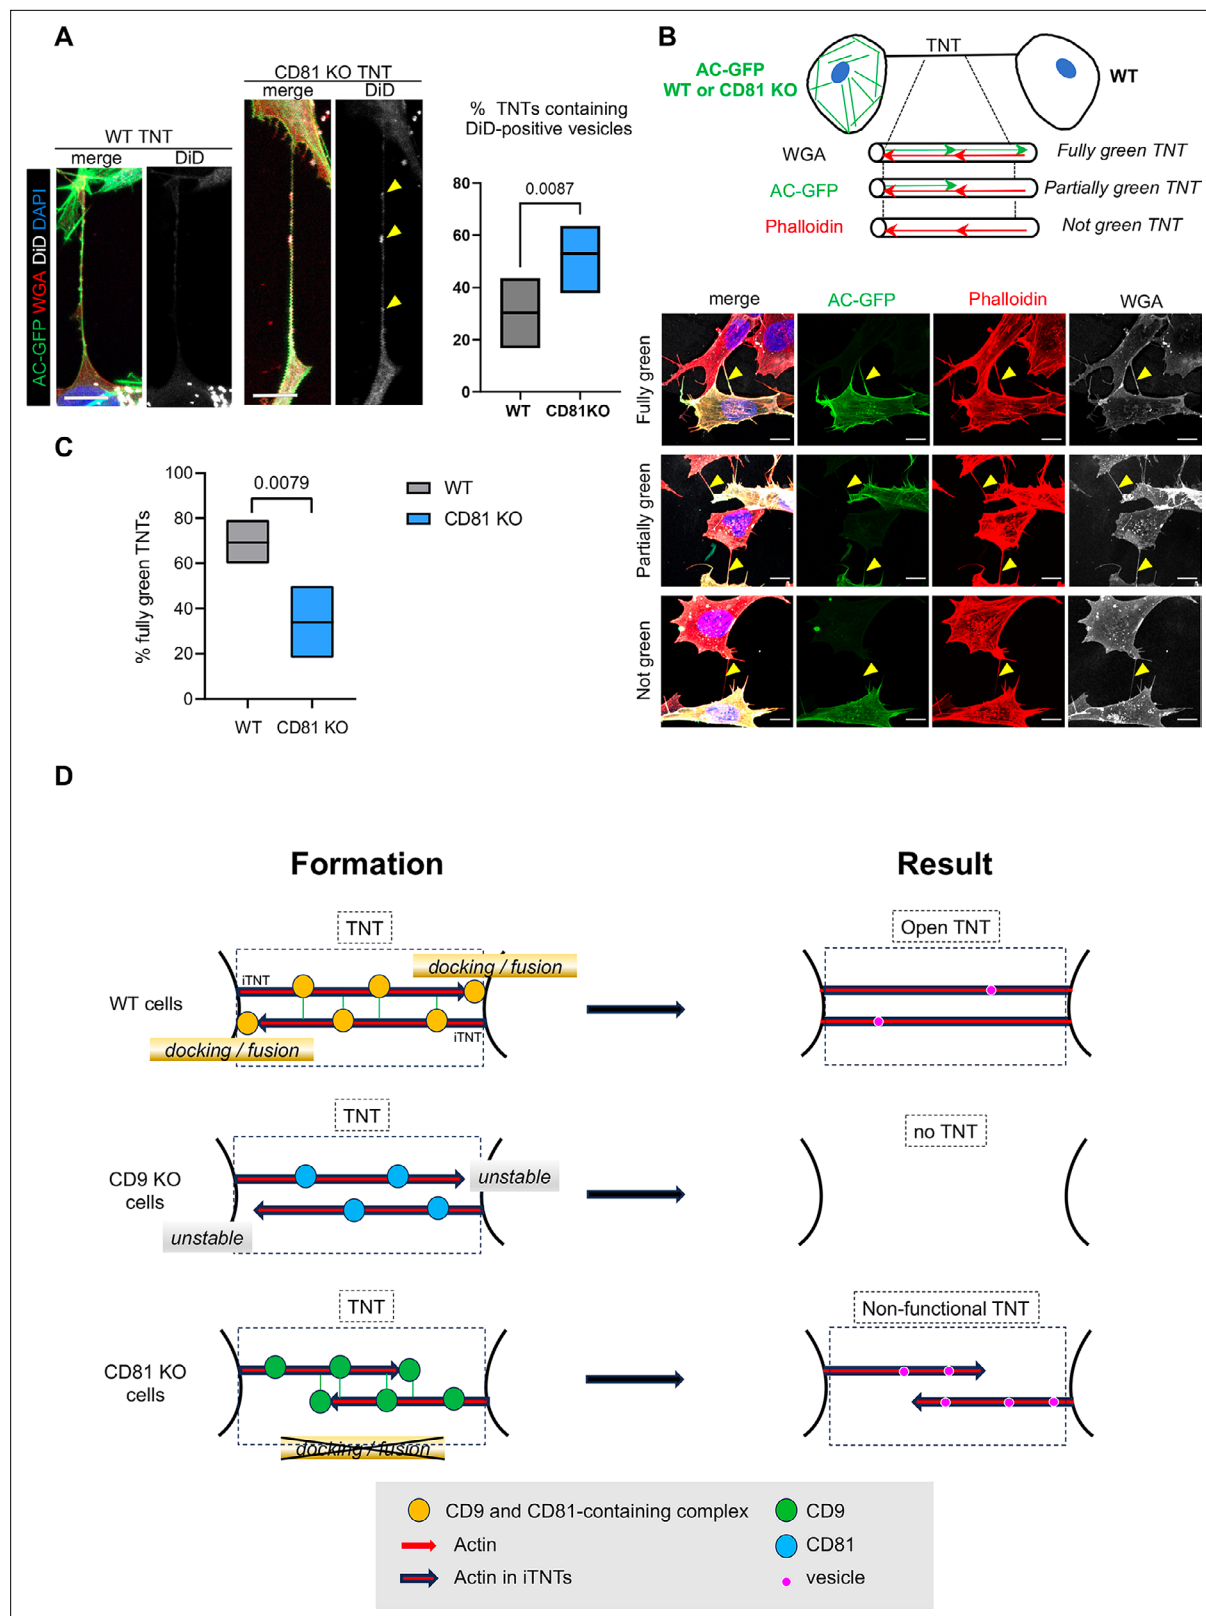 A
CD81 KO TNT
merge
DiD
WT TNT
merge
DiD
AC-GFP WGA DiD DAPI
% TNTs containing
DiD-positive vesicles
80
60
40
20
0
0.0087
WT
CD81KO
B
TNT
AC-GFP
WT or CD81 KO
WT
WGA
Fully green TNT
AC-GFP
Partially green TNT
Phalloidin
Not green TNT
merge
AC-GFP
Phalloidin
WGA
Fully green
Partially green
Not green
C
% fully green TNTs
100
80
60
40
20
0
0.0079
WT
CD81 KO
WT
CD81 KO
D
Formation
Result
TNT
Open TNT
iTNT
docking / fusion
WT cells
docking / fusion
iTNT
TNT
no TNT
CD9 KO
cells
unstable
unstable
TNT
Non-functional TNT
CD81 KO
cells
docking / fusion
CD9 and CD81-containing complex
CD9
Actin
CD81
Actin in iTNTs
vesicle